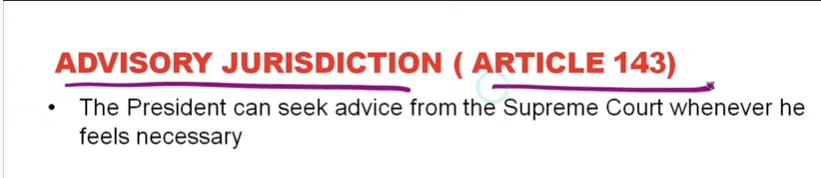 ADVISORY JURISDICTION ( ARTICLE 143)
• The President can seek advice from the Supreme Court whenever he
feels necessary